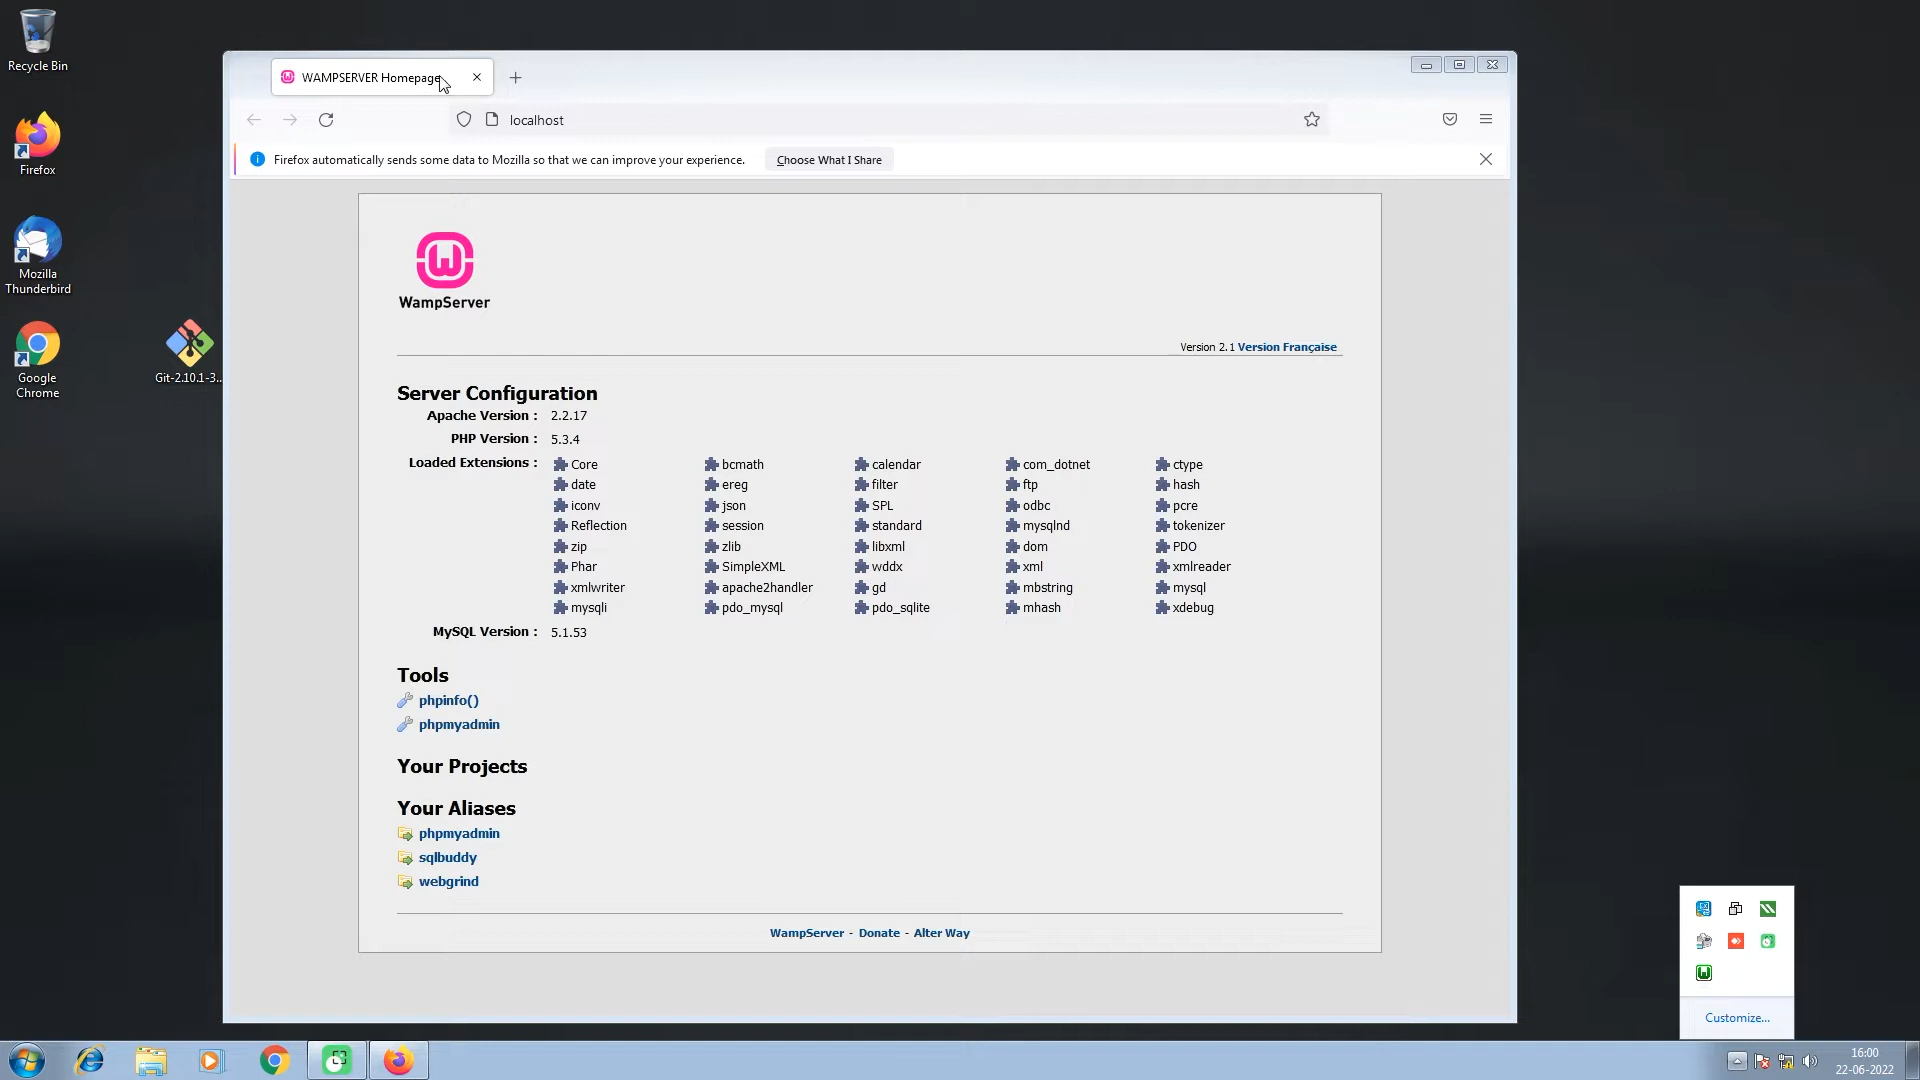 Recycle Bin
Firefox
Mozilla
Thunderbird
Google
Chrome
Git-2.10.1-3...
WAMPSERVER Homepage
localhost
Firefox automatically sends some data to Mozilla so that we can improve your experience.
Choose What I Share
WampServer
Version 2.1 Version Française
Server Configuration
Apache Version : 2.2.17
PHP Version : 5.3.4
Loaded Extensions : Core bcmath calendar com_dotnet ctype
date ereg filter ftp hash
iconv json SPL odbc pcre
Reflection session standard mysqlnd tokenizer
zip zlib libxml dom PDO
Phar SimpleXML wddx xml xmlreader
xmlwriter apache2handler gd mbstring mysql
mysqli pdo_mysql pdo_sqlite mhash xdebug
MySQL Version : 5.1.53
Tools
phpinfo()
phpmyadmin
Your Projects
Your Aliases
phpmyadmin
sqlbuddy
webgrind
WampServer - Donate - Alter Way
Customize...
16:00
22-06-2022